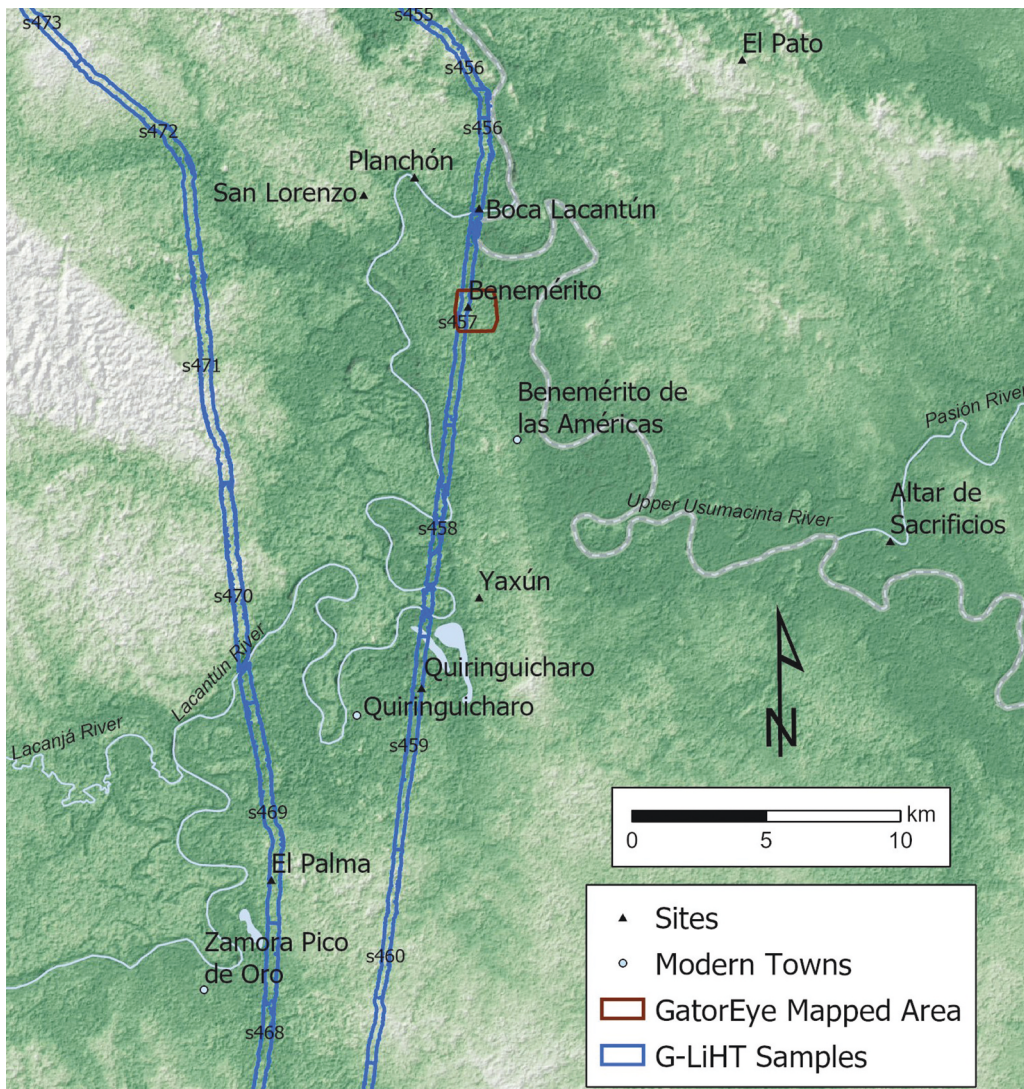 s473
s455
El Pato
s456
s456
s472
Planchón
San Lorenzo
Boca Lacantún
Benemérito
s457
s471
Benemérito de
las Américas
Pasión River
Altar de
Sacrificios
Upper Usumacinta River
s458
Yaxún
s470
Lacantún River
Quiringuicharo
Quiringuicharo
Lacanjá River
s459
N
s469
km
0
5
10
El Palma
Sites
Zamora Pico
de Oro
s460
Modern Towns
GatorEye Mapped Area
s468
G-LiHT Samples